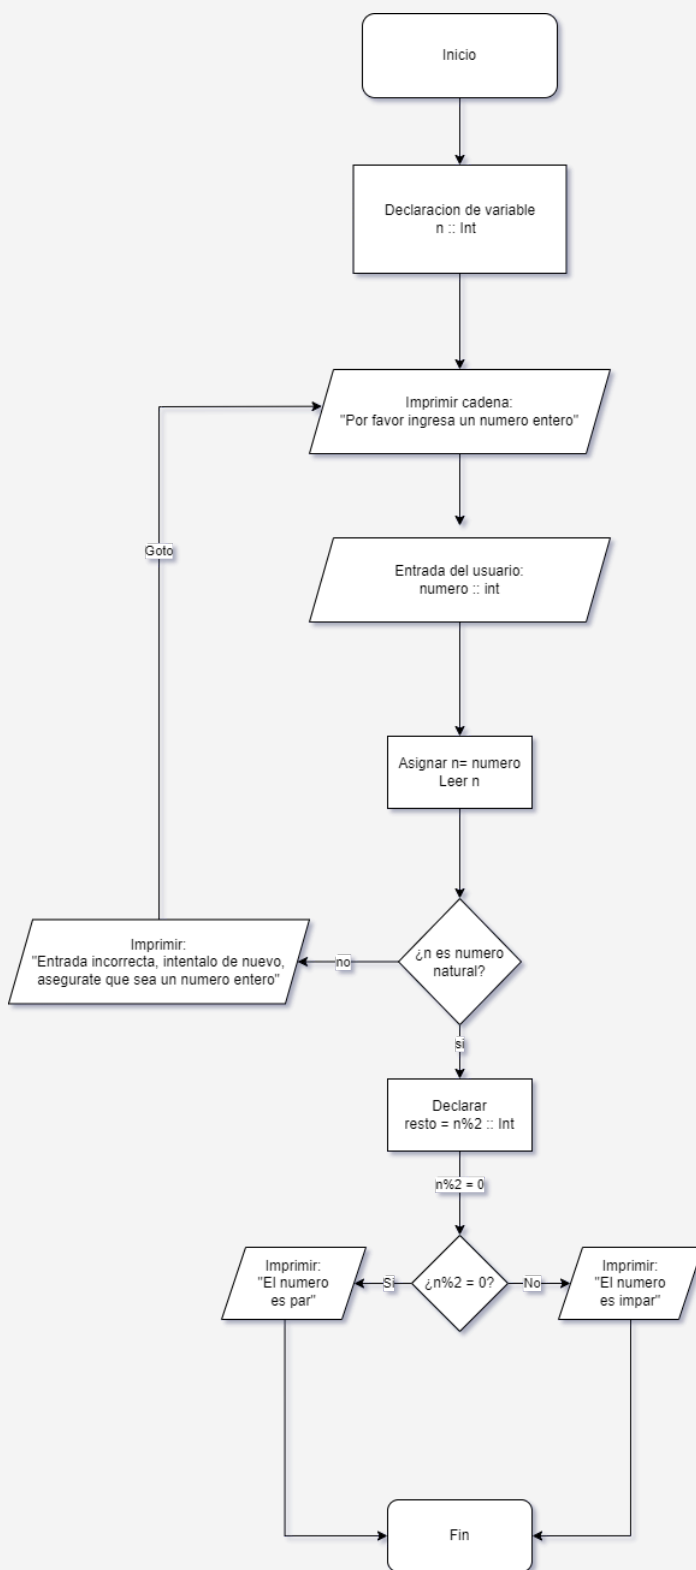 Inicio
Declaracion de variable
n :: Int
Imprimir cadena:
"Por favor ingresa un numero entero"
Goto
Entrada del usuario:
numero :: int
Asignar n= numero
Leer n
¿n es numero
natural?
no
Imprimir:
"Entrada incorrecta, intentalo de nuevo,
asegurate que sea un numero entero"
si
Declarar
resto = n%2 :: Int
n%2 = 0
¿n%2 = 0?
Si
No
Imprimir:
"El numero
es par"
Imprimir:
"El numero
es impar"
Fin